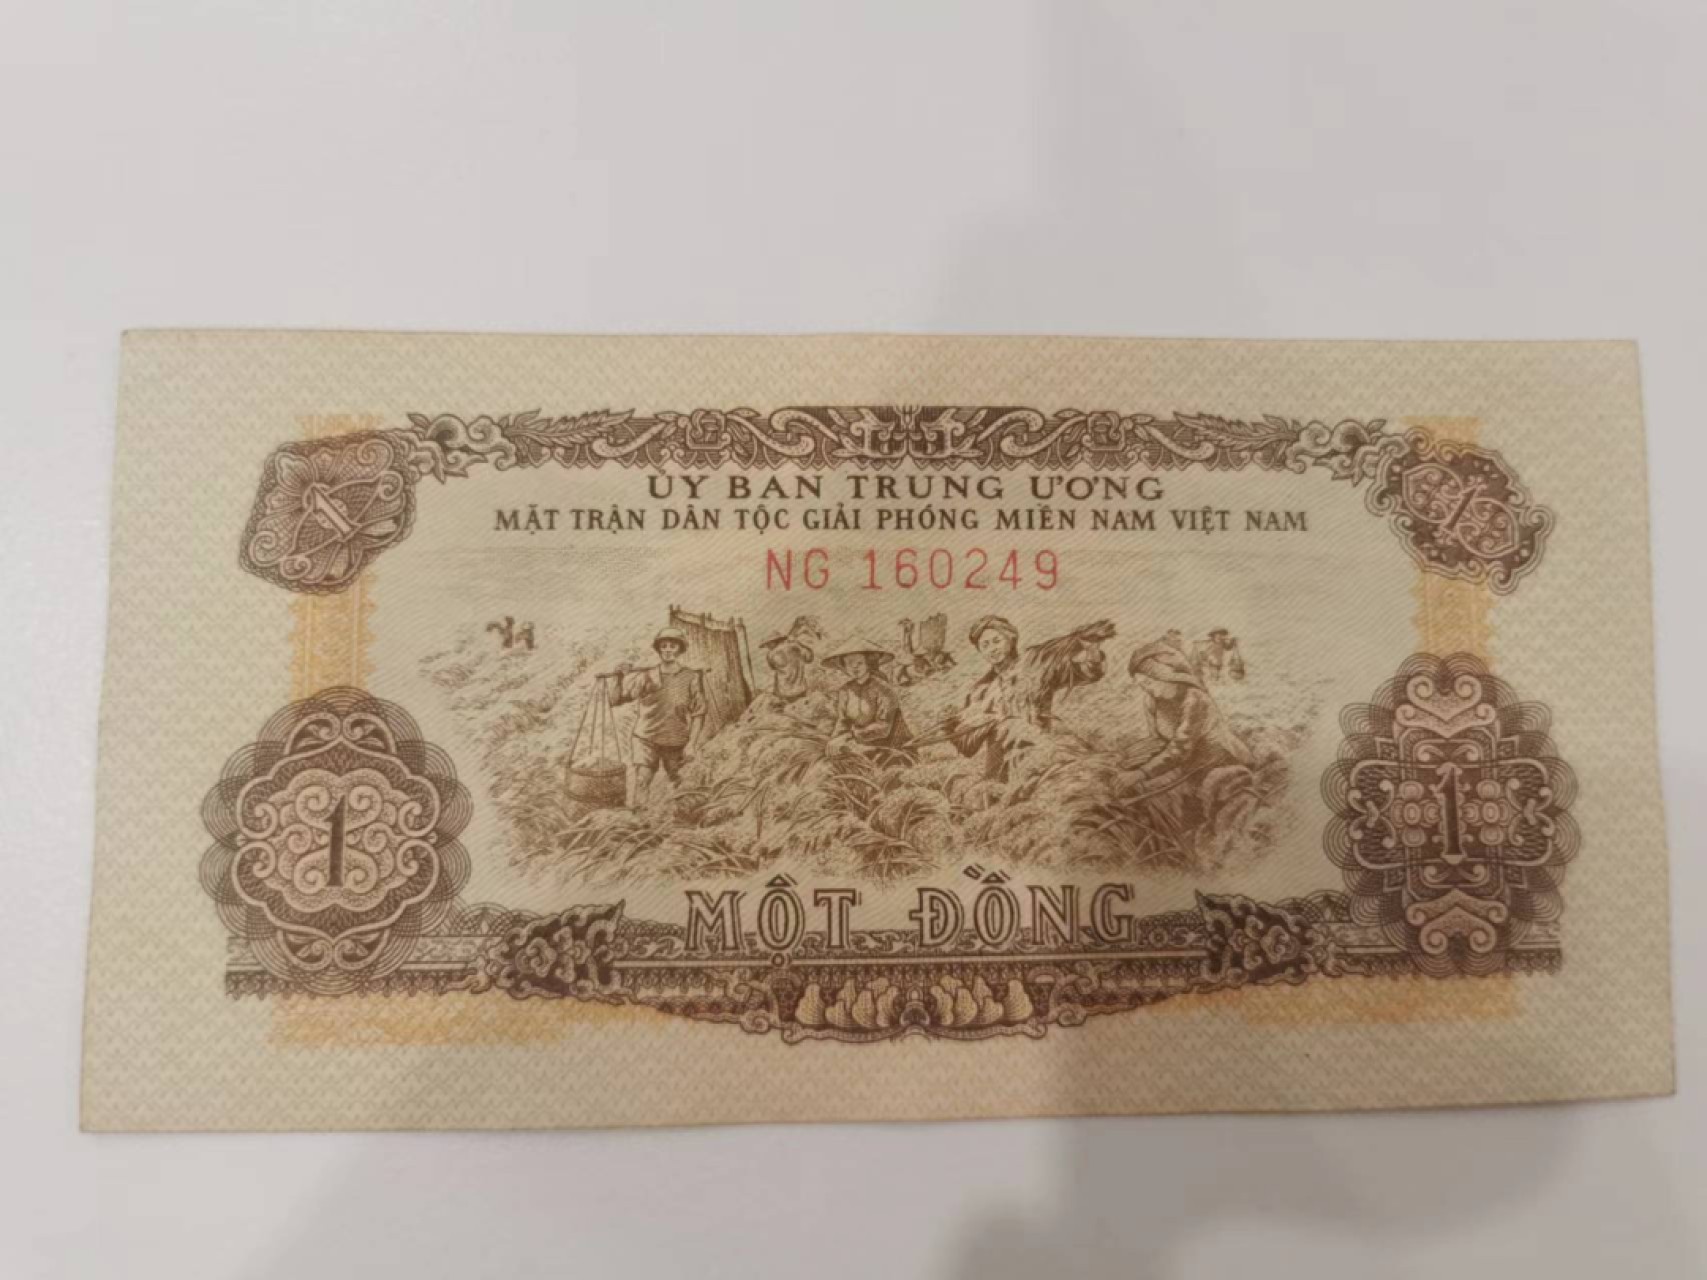 1
1
ỦY BAN TRUNG ƯƠNG
MẶT TRẬN DÂN TỘC GIẢI PHÓNG MIỀN NAM VIỆT NAM
NG 160249
1
1
MỘT ĐỒNG